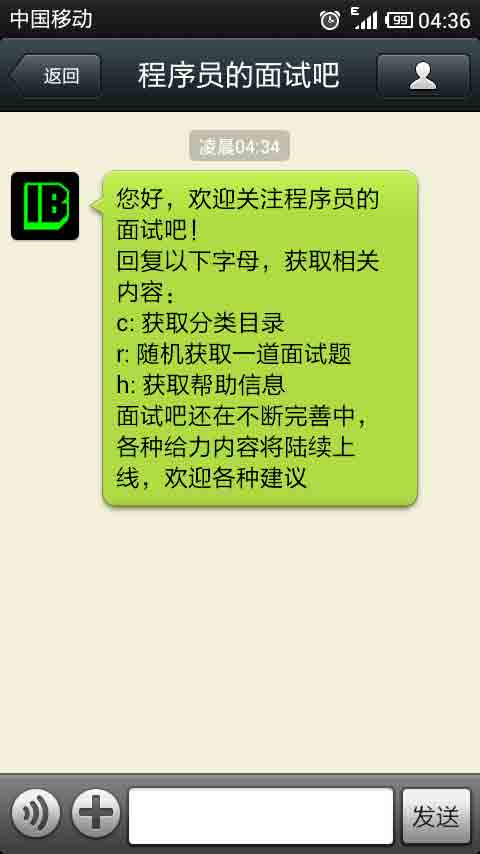 中国移动
E
99
04:36
返回
程序员的面试吧
凌晨04:34
IB
您好，欢迎关注程序员的
面试吧！
回复以下字母，获取相关
内容：
c: 获取分类目录
r: 随机获取一道面试题
h: 获取帮助信息
面试吧还在不断完善中，
各种给力内容将陆续上
线，欢迎各种建议
发送